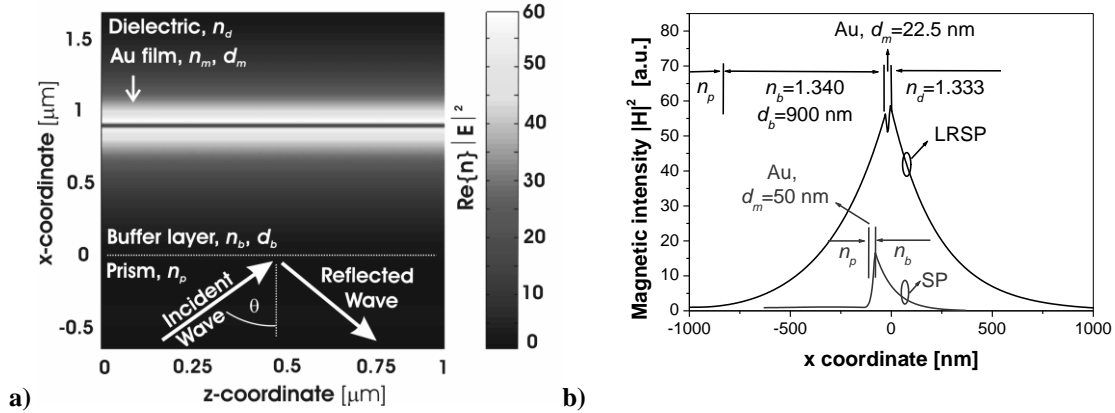 Dielectric, n_d
Au film, n_m, d_m
Buffer layer, n_b, d_b
Prism, n_p
Incident Wave
θ
Reflected Wave
x-coordinate [μm]
1.5
1
0.5
0
-0.5
0
0.25
0.5
0.75
1
z-coordinate [μm]
60
50
40
30
20
10
0
Re{n}|E|²
a)
Au, d_m=22.5 nm
n_p
n_b=1.340
d_b=900 nm
n_d=1.333
LRSP
Au,
d_m=50 nm
n_p
n_b
SP
Magnetic intensity |H|² [a.u.]
80
70
60
50
40
30
20
10
0
-1000
-500
0
500
1000
x coordinate [nm]
b)